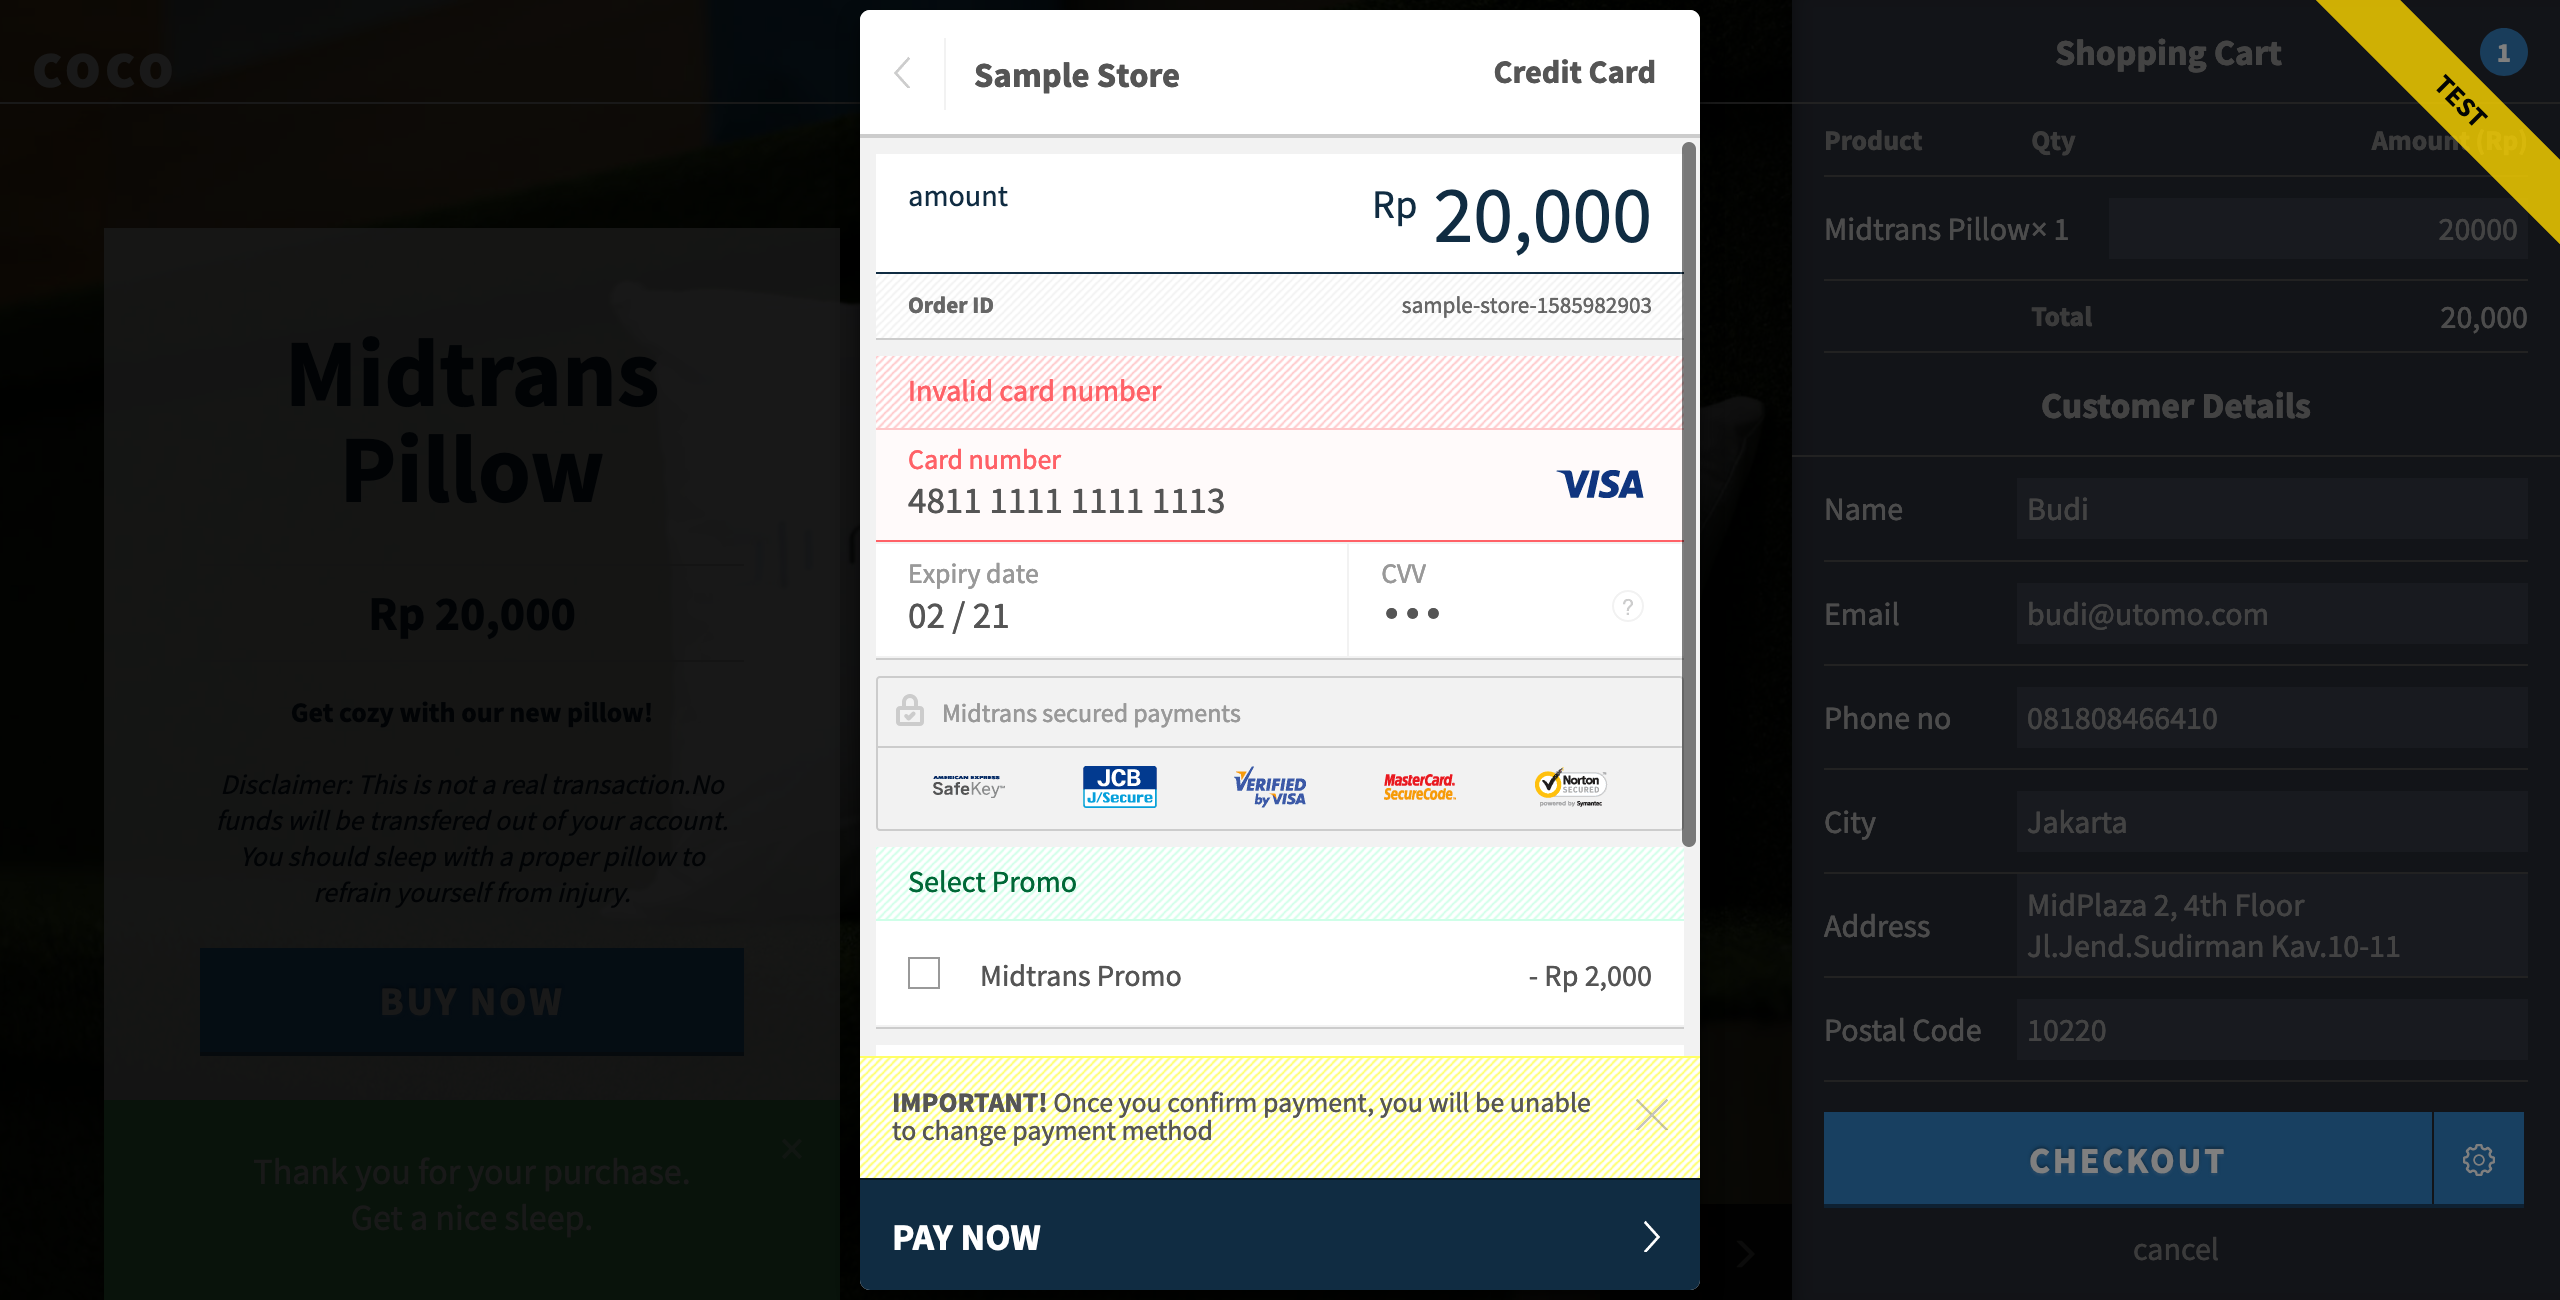 COCO
Midtrans
Pillow
Rp 20,000
Get cozy with our new pillow!
Disclaimer: This is not a real transaction.No
funds will be transfered out of your account.
You should sleep with a proper pillow to
refrain yourself from injury.
BUY NOW
Thank you for your purchase.
Get a nice sleep.
Sample Store
Credit Card
amount
Rp 20,000
Order ID
sample-store-1585982903
Invalid card number
Card number
4811 1111 1111 1113
VISA
Expiry date
02 / 21
CVV
?
Midtrans secured payments
AMERICAN EXPRESS
SafeKey
JCB
J/Secure
VERIFIED
by VISA
MasterCard.
SecureCode.
Norton
SECURED
powered by Symantec
Select Promo
Midtrans Promo
- Rp 2,000
IMPORTANT! Once you confirm payment, you will be unable
to change payment method
PAY NOW
Shopping Cart
1
TEST
Product Qty Amount (Rp)
Midtrans Pillow× 1 20000
Total 20,000
Customer Details
Name Budi
Email budi@utomo.com
Phone no 081808466410
City Jakarta
Address MidPlaza 2, 4th Floor
Jl.Jend.Sudirman Kav.10-11
Postal Code 10220
CHECKOUT
cancel